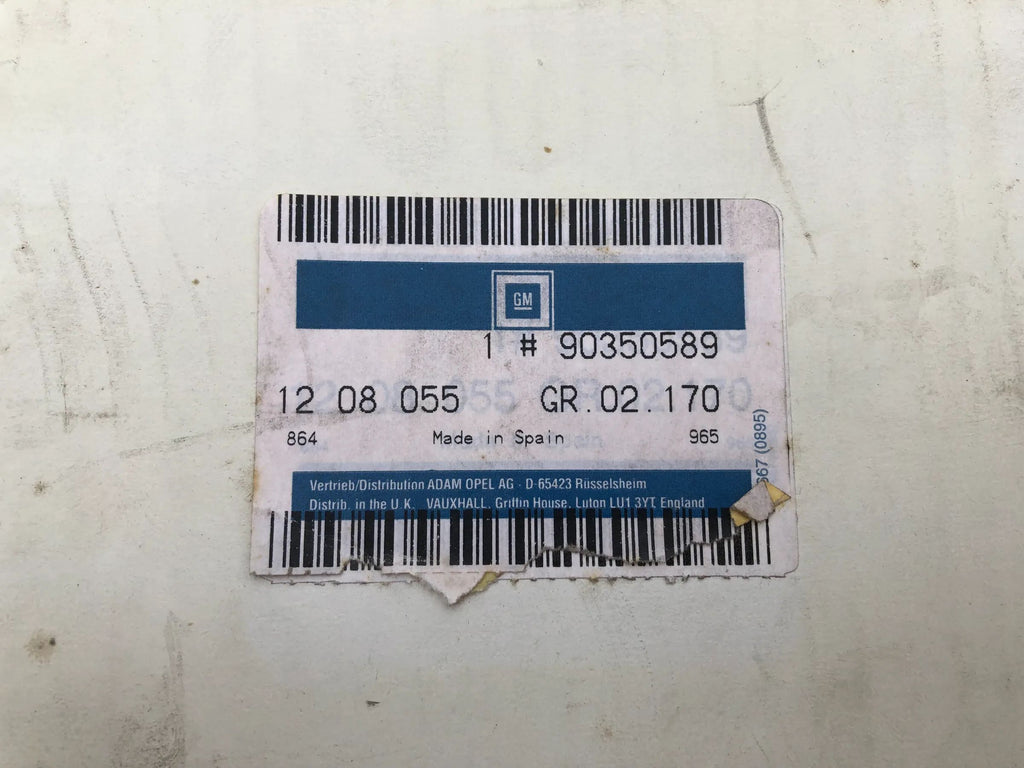 GM
1 # 90350589
12 08 055 GR.02.170
864 Made in Spain 965
567 (0895)
Vertrieb/Distribution ADAM OPEL AG · D-65423 Rüsselsheim
Distrib. in the U.K. VAUXHALL, Griffin House, Luton LU1 3YT, England